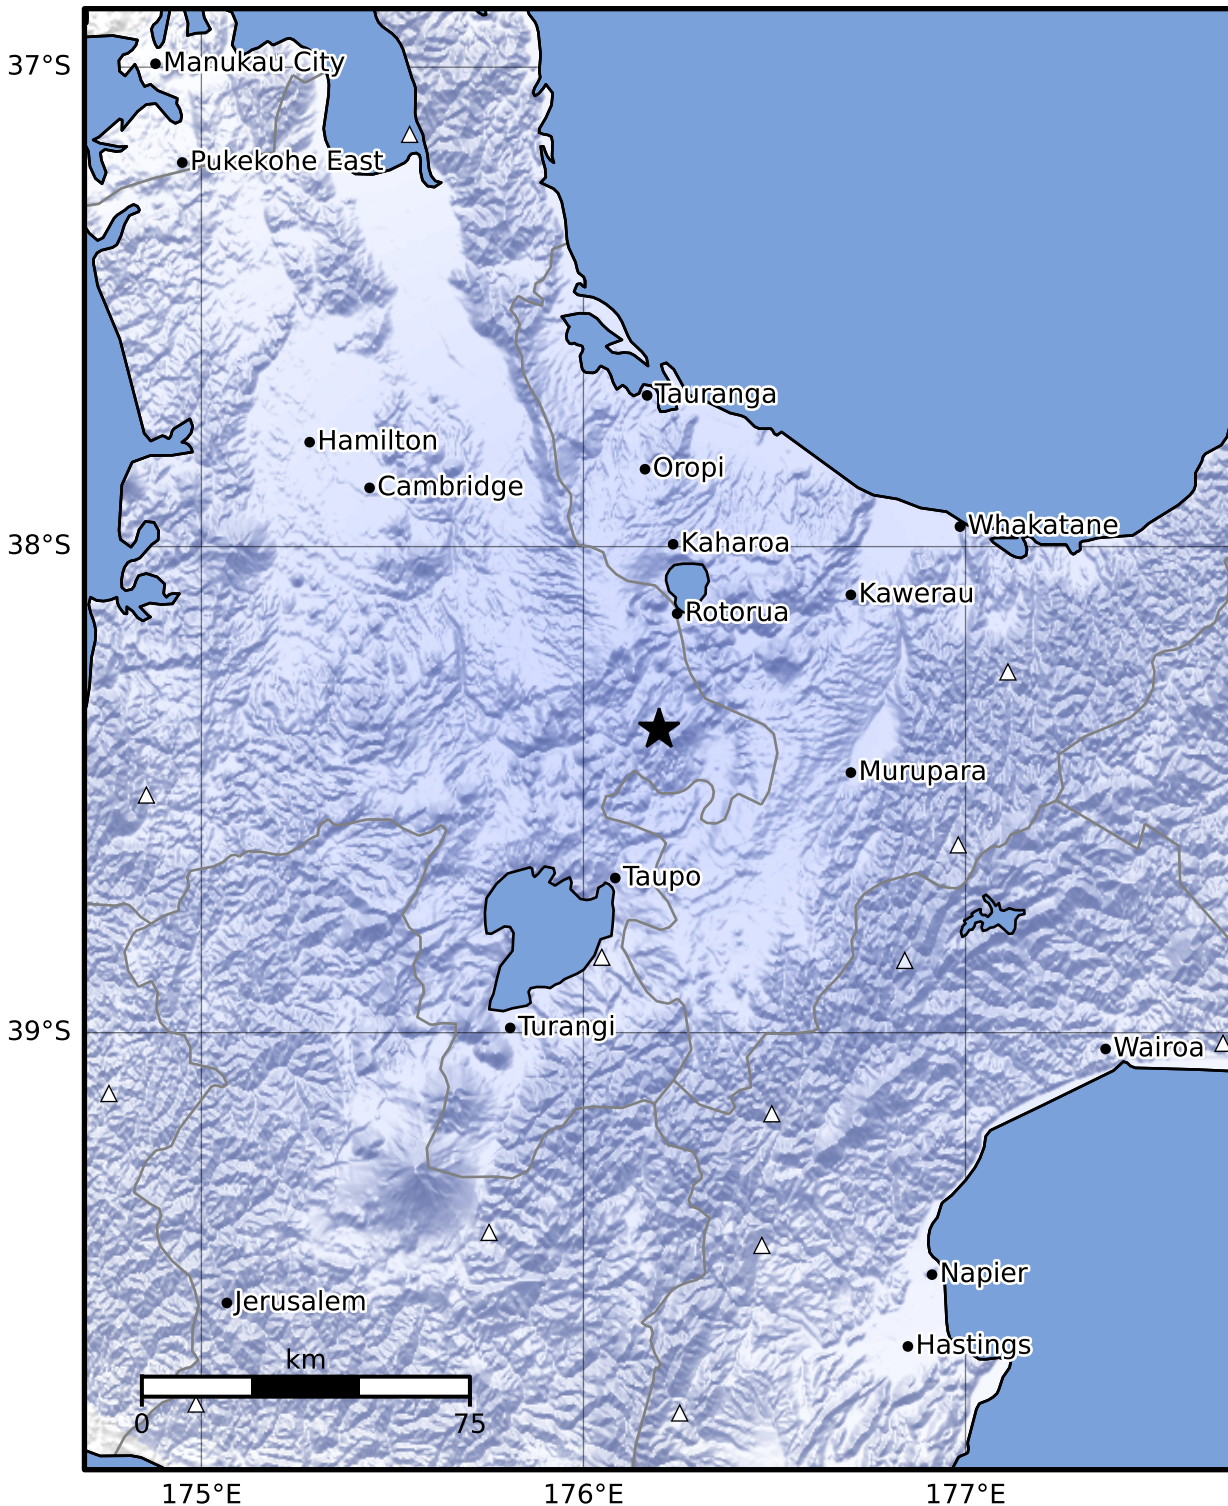 37°S
Manukau City
Pukekohe East
Tauranga
Hamilton
Oropi
Cambridge
Whakatane
38°S
Kaharoa
Kawerau
Rotorua
Murupara
Taupo
39°S
Turangi
Wairoa
Napier
Jerusalem
Hastings
km
0 75
175°E 176°E 177°E